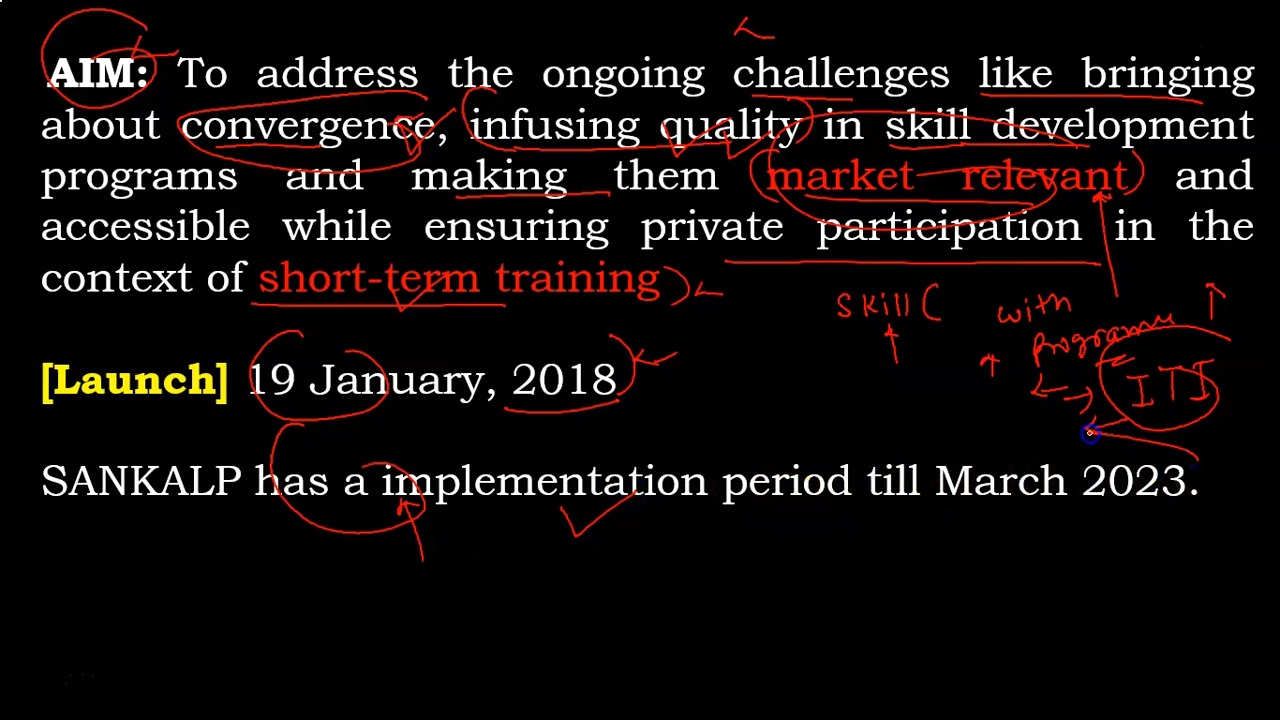 AIM: To address the ongoing challenges like bringing
about convergence, infusing quality in skill development
programs and making them market relevant and
accessible while ensuring private participation in the
context of short-term training
skill (
with
programe
ITI
[Launch] 19 January, 2018
SANKALP has a implementation period till March 2023.